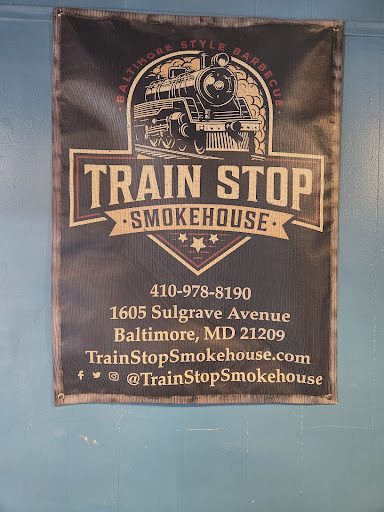 BALTIMORE STYLE BARBECUE
TRAIN STOP
SMOKEHOUSE
410-978-8190
1605 Sulgrave Avenue
Baltimore, MD 21209
TrainStopSmokehouse.com
@TrainStopSmokehouse